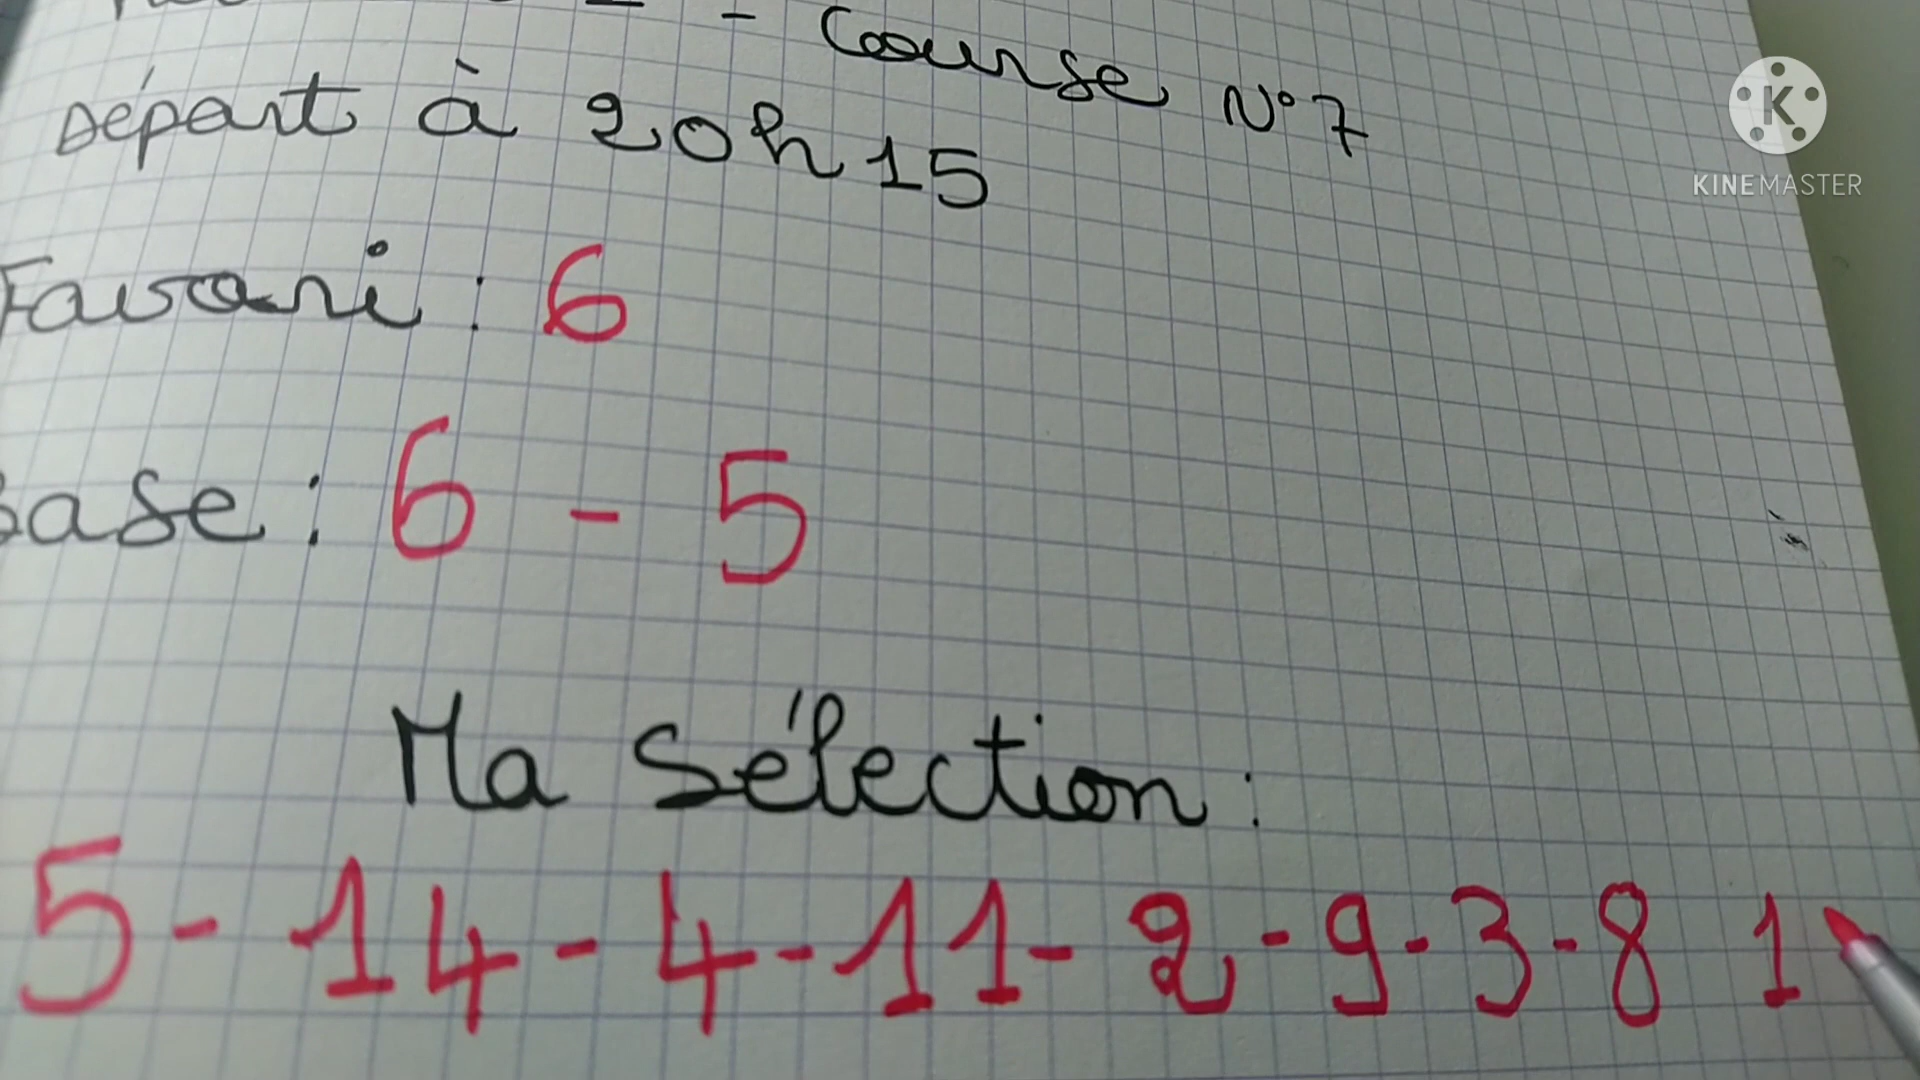 - Course N°7
Départ à 20h15
Favori : 6
Base : 6 - 5
Ma Sélection :
5 - 14 - 4 - 11 - 2 - 9 - 3 - 8 1
K
KINEMASTER